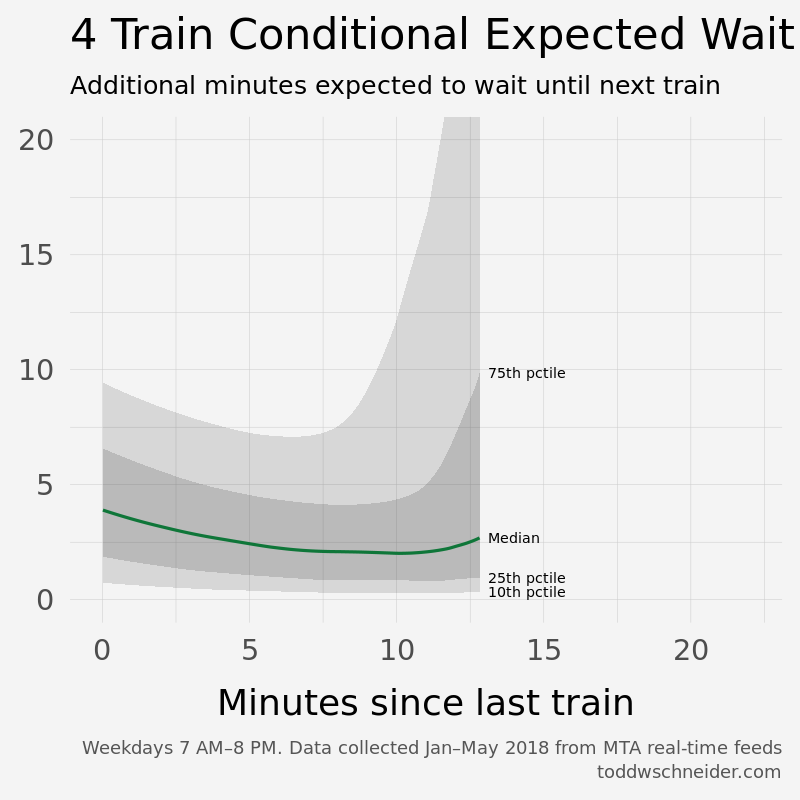 4 Train Conditional Expected Wait
Additional minutes expected to wait until next train
20
15
10
5
0
75th pctile
Median
25th pctile
10th pctile
0 5 10 15 20
Minutes since last train
Weekdays 7 AM–8 PM. Data collected Jan–May 2018 from MTA real-time feeds
toddwschneider.com